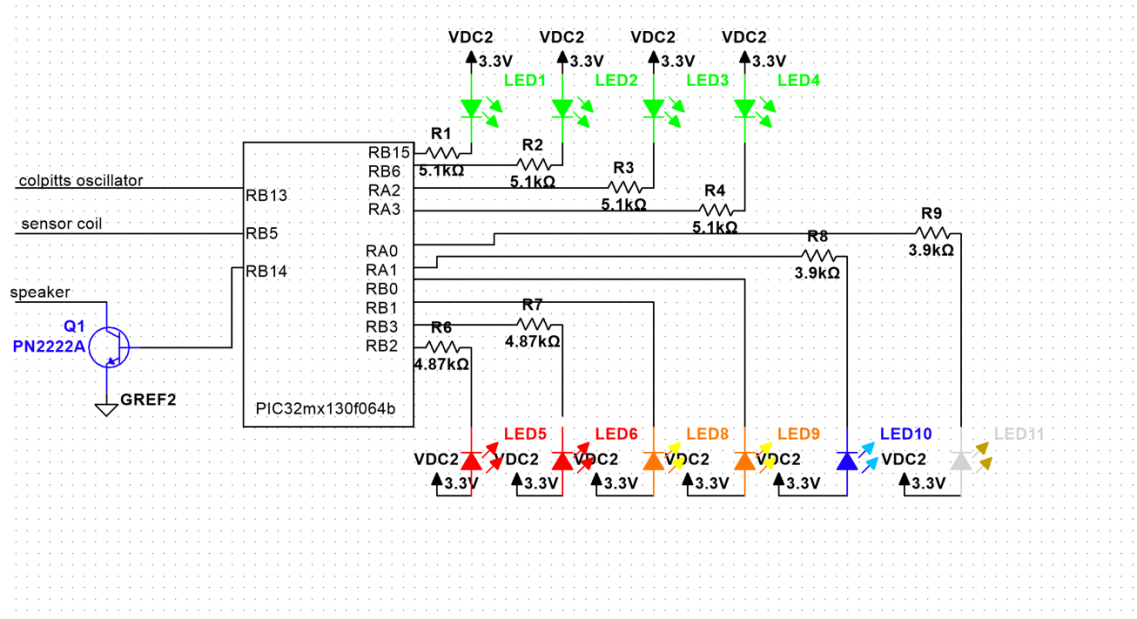 VDC2 VDC2 VDC2 VDC2
3.3V 3.3V 3.3V 3.3V
LED1 LED2 LED3 LED4
R1
5.1kΩ
R2
5.1kΩ
R3
5.1kΩ
R4
5.1kΩ
RB15
RB6
RA2
RA3
colpitts oscillator
RB13
sensor coil
RB5
RB14
speaker
Q1
PN2222A
GREF2
RA0
RA1
RB0
RB1
RB3
RB2
PIC32mx130f064b
R9
3.9kΩ
R8
3.9kΩ
R7
4.87kΩ
R6
4.87kΩ
LED5 LED6 LED8 LED9 LED10 LED11
VDC2 VDC2 VDC2 VDC2 VDC2 VDC2
3.3V 3.3V 3.3V 3.3V 3.3V 3.3V